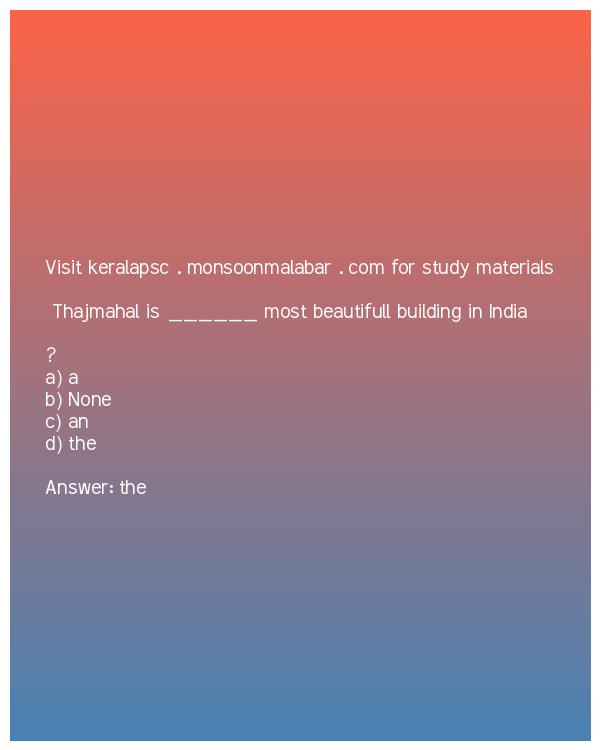 Visit keralapsc . monsoonmalabar . com for study materials
Thajmahal is ______ most beautifull building in India
?
a) a
b) None
c) an
d) the
Answer: the